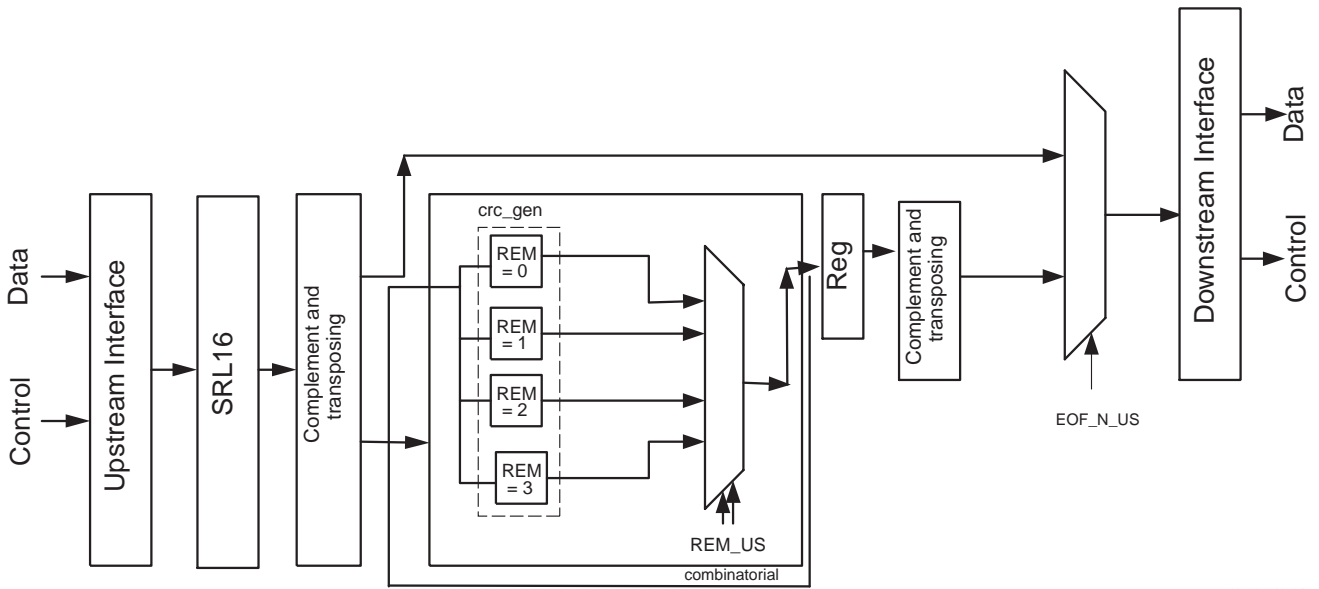 Data
Control
Upstream Interface
SRL16
Complement and
transposing
crc_gen
REM
= 0
REM
= 1
REM
= 2
REM
= 3
REM_US
combinatorial
Reg
Complement and
transposing
EOF_N_US
Downstream Interface
Data
Control